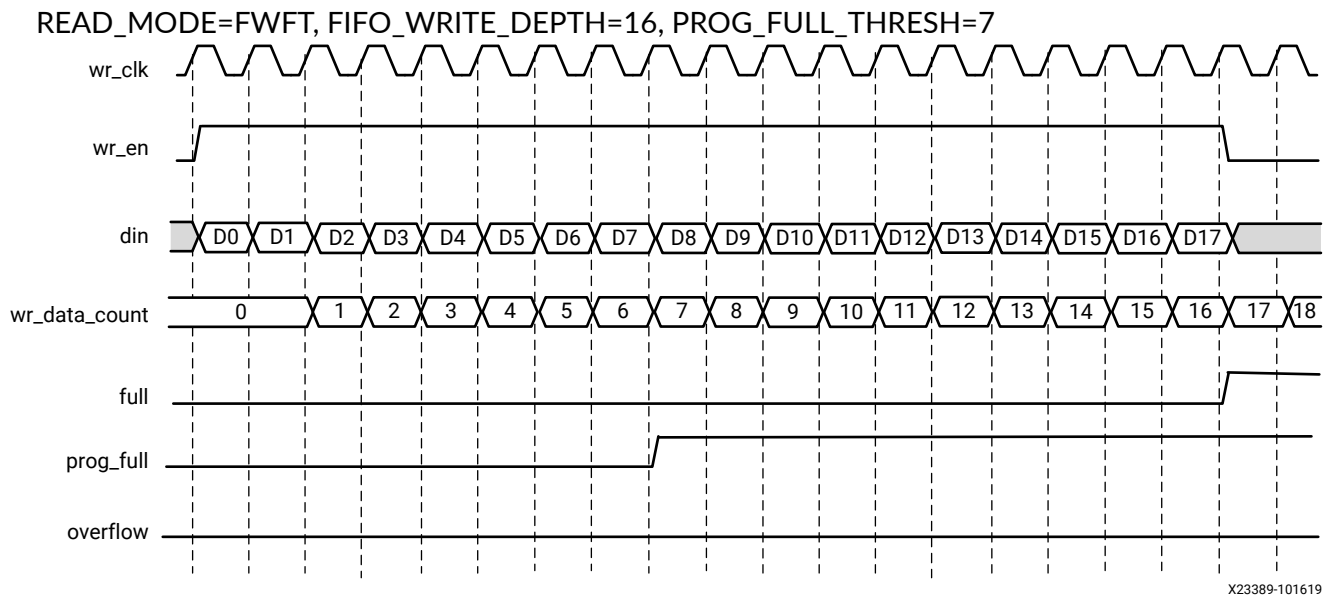 READ_MODE=FWFT, FIFO_WRITE_DEPTH=16, PROG_FULL_THRESH=7
wr_clk
wr_en
din D0 D1 D2 D3 D4 D5 D6 D7 D8 D9 D10 D11 D12 D13 D14 D15 D16 D17
wr_data_count 0 1 2 3 4 5 6 7 8 9 10 11 12 13 14 15 16 17 18
full
prog_full
overflow
X23389-101619